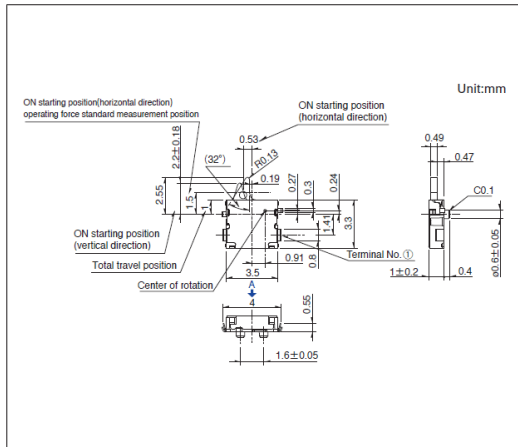 Unit:mm
ON starting position(horizontal direction)
operating force standard measurement position
ON starting position
(horizontal direction)
0.53
2.2±0.18
(32°)
R0.13
0.19
2.55
1.5
1
0.27
0.3
0.24
1.41
3.3
ON starting position
(vertical direction)
Total travel position
Center of rotation
0.91
0.8
Terminal No.①
3.5
A
4
0.55
1.6±0.05
0.49
0.47
C0.1
ø0.6±0.05
1±0.2
0.4